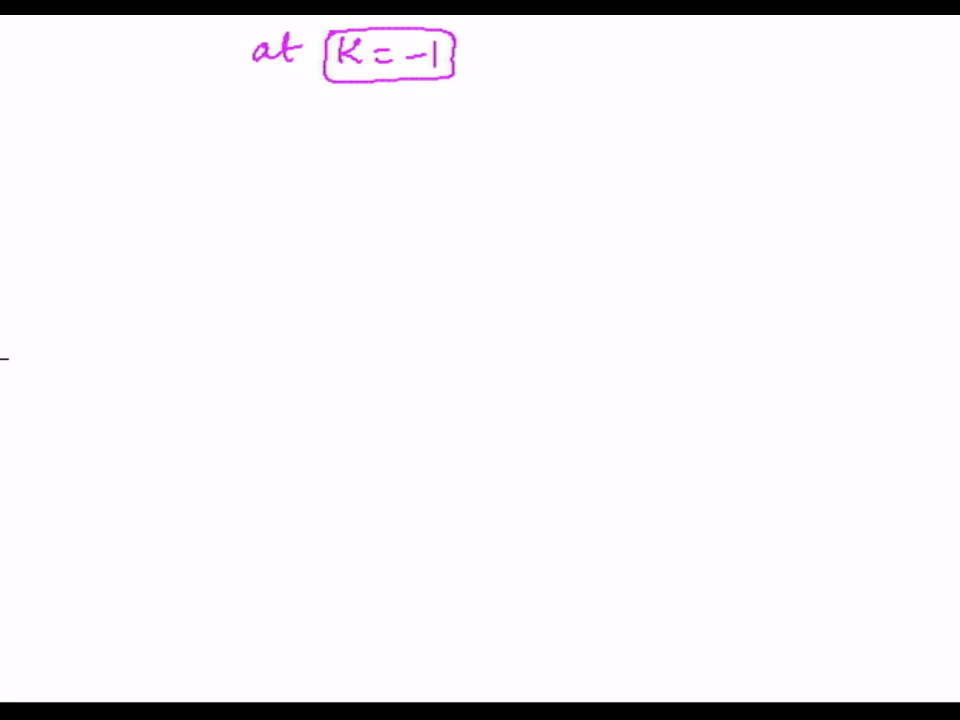 at K = -1